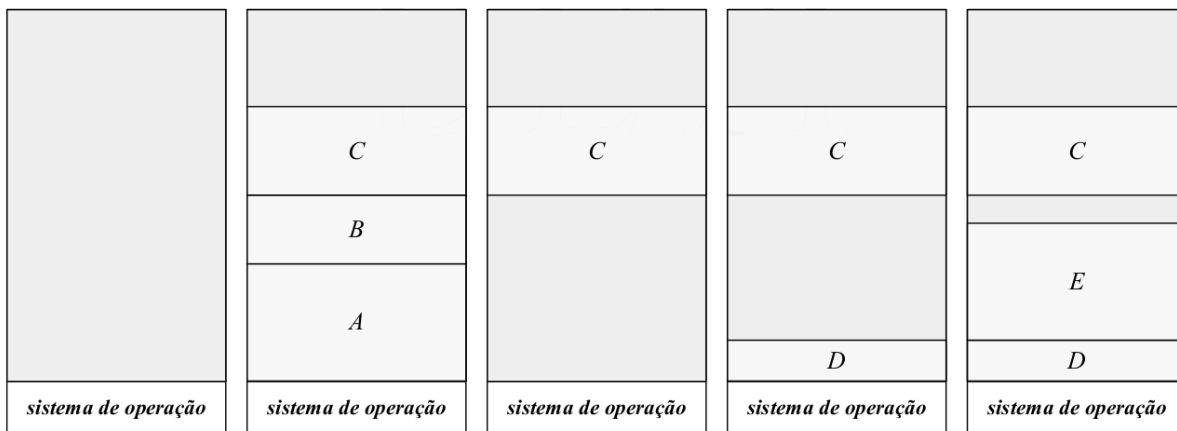 sistema de operação
C
B
A
sistema de operação
C
sistema de operação
C
D
sistema de operação
C
E
D
sistema de operação